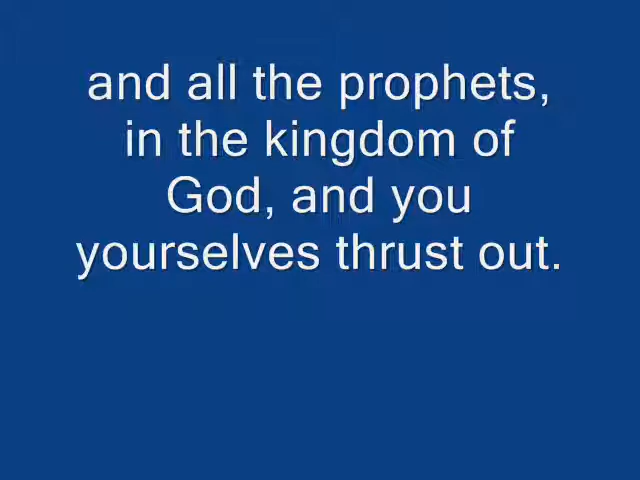 and all the prophets,
in the kingdom of
God, and you
yourselves thrust out.